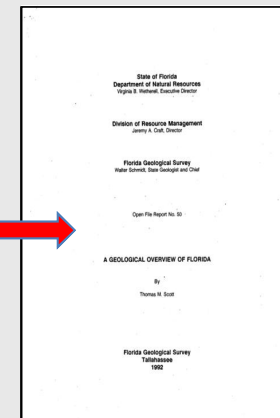 State of Florida
Department of Natural Resources
Virginia B. Wetherell, Executive Director
Division of Resource Management
Jeremy A. Craft, Director
Florida Geological Survey
Walter Schmidt, State Geologist and Chief
Open File Report No. 50
A GEOLOGICAL OVERVIEW OF FLORIDA
By
Thomas M. Scott
Florida Geological Survey
Tallahassee
1992